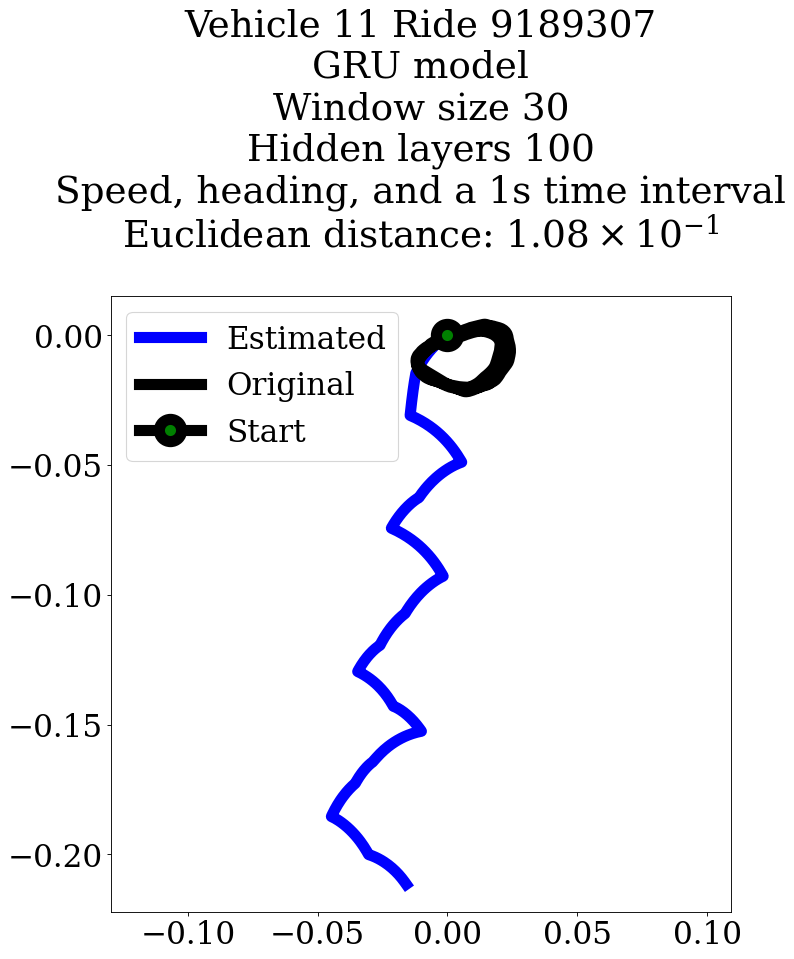 Vehicle 11 Ride 9189307
GRU model
Window size 30
Hidden layers 100
Speed, heading, and a 1s time interval
Euclidean distance: 1.08 × 10⁻¹
Estimated
Original
Start
0.00
−0.05
−0.10
−0.15
−0.20
−0.10
−0.05
0.00
0.05
0.10